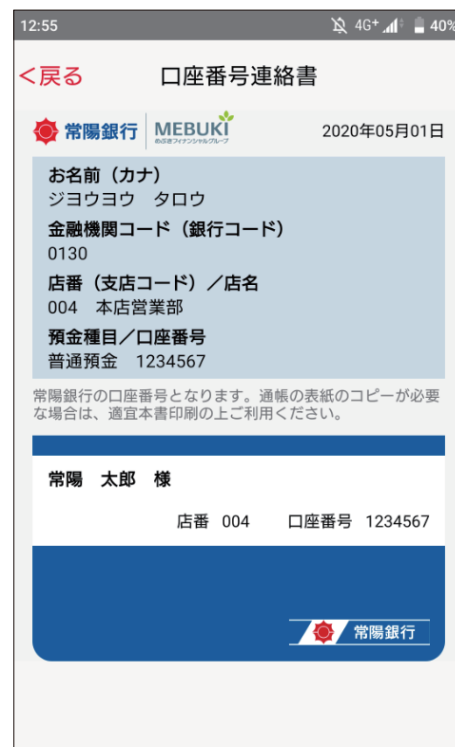 12:55 4G+ 40%
<戻る 口座番号連絡書
常陽銀行 MEBUKI 2020年05月01日
めぶきフィナンシャルグループ
お名前（カナ）
ジヨウヨウ タロウ
金融機関コード（銀行コード）
0130
店番（支店コード）／店名
004 本店営業部
預金種目／口座番号
普通預金 1234567
常陽銀行の口座番号となります。通帳の表紙のコピーが必要
な場合は、適宜本書印刷の上ご利用ください。
常陽 太郎 様
店番 004 口座番号 1234567
常陽銀行